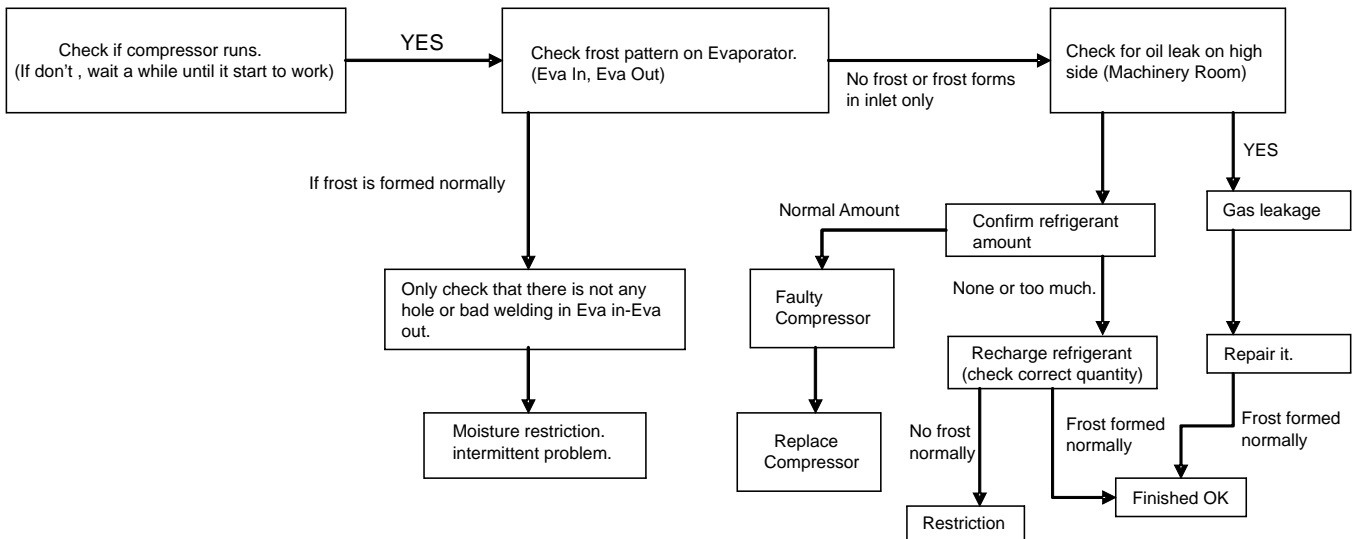 Check if compressor runs.
(If don't , wait a while until it start to work)
YES
Check frost pattern on Evaporator.
(Eva In, Eva Out)
No frost or frost forms
in inlet only
Check for oil leak on high
side (Machinery Room)
If frost is formed normally
YES
Normal Amount
Confirm refrigerant
amount
Gas leakage
Only check that there is not any
hole or bad welding in Eva in-Eva
out.
Faulty
Compressor
None or too much.
Recharge refrigerant
(check correct quantity)
Repair it.
Moisture restriction.
intermittent problem.
Replace
Compressor
No frost
normally
Frost formed
normally
Frost formed
normally
Restriction
Finished OK